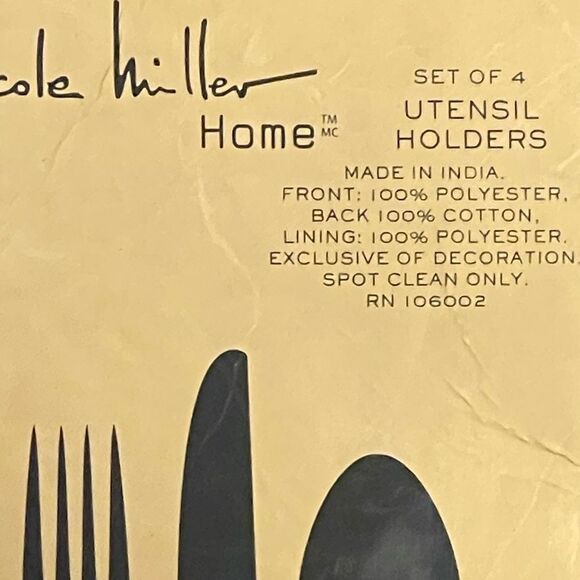 cole Miller
Home™ MC
SET OF 4
UTENSIL
HOLDERS
MADE IN INDIA.
FRONT: 100% POLYESTER,
BACK 100% COTTON,
LINING: 100% POLYESTER.
EXCLUSIVE OF DECORATION.
SPOT CLEAN ONLY.
RN 106002